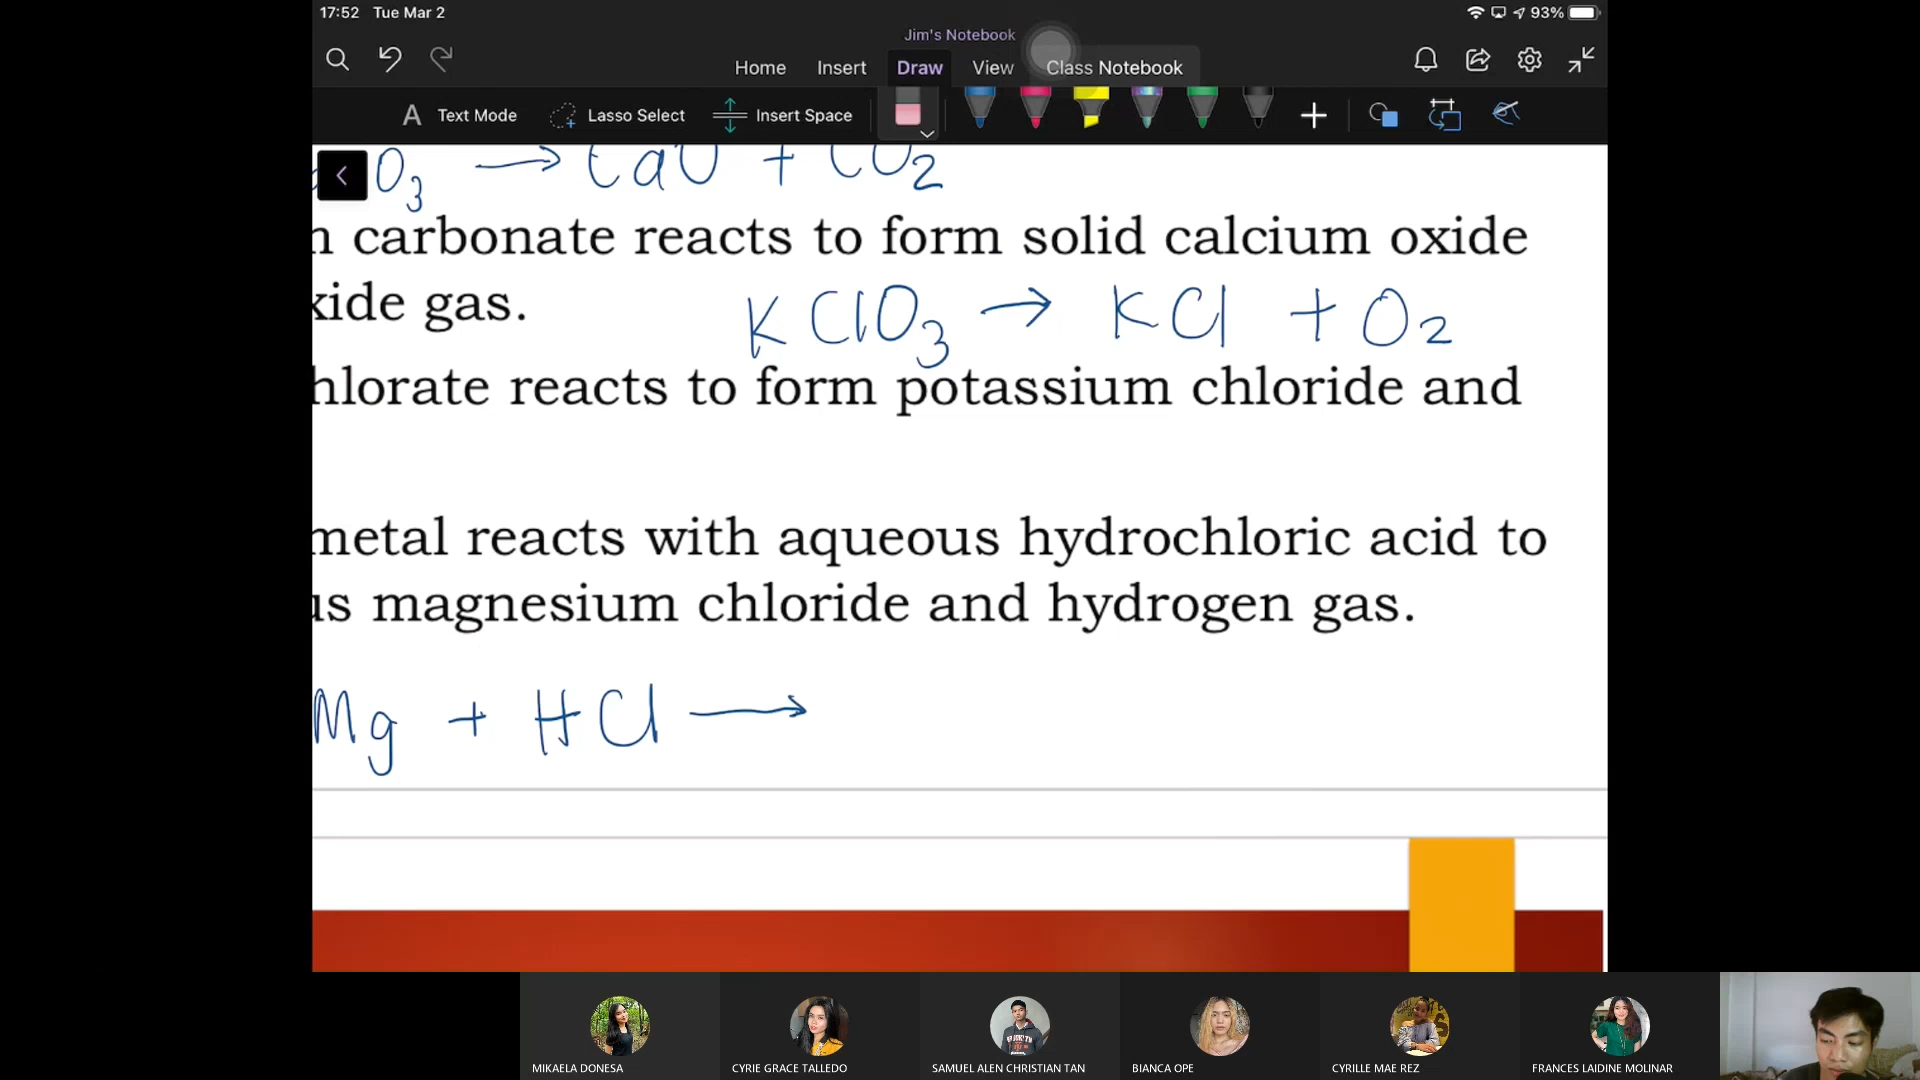 17:52 Tue Mar 2 93%
Jim's Notebook
Home Insert Draw View Class Notebook
A Text Mode Lasso Select Insert Space
O3 → CaO + CO2
n carbonate reacts to form solid calcium oxide
xide gas.
KClO3 → KCl + O2
hlorate reacts to form potassium chloride and
metal reacts with aqueous hydrochloric acid to
us magnesium chloride and hydrogen gas.
Mg + HCl →
MIKAELA DONESA CYRIE GRACE TALLEDO SAMUEL ALEN CHRISTIAN TAN BIANCA OPE CYRILLE MAE REZ FRANCES LAIDINE MOLINAR